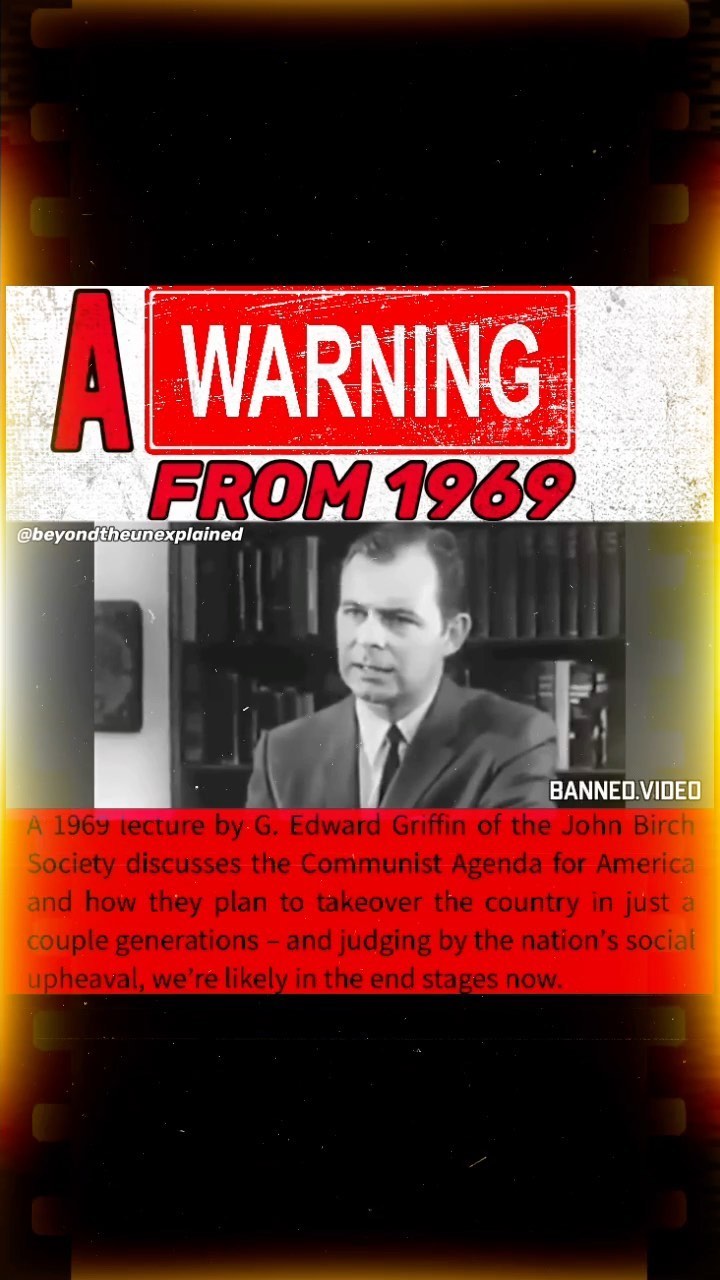 A WARNING
FROM 1969
@beyondtheunexplained
BANNED.VIDEO
A 1969 lecture by G. Edward Griffin of the John Birch
Society discusses the Communist Agenda for America
and how they plan to takeover the country in just a
couple generations – and judging by the nation's social
upheaval, we're likely in the end stages now.